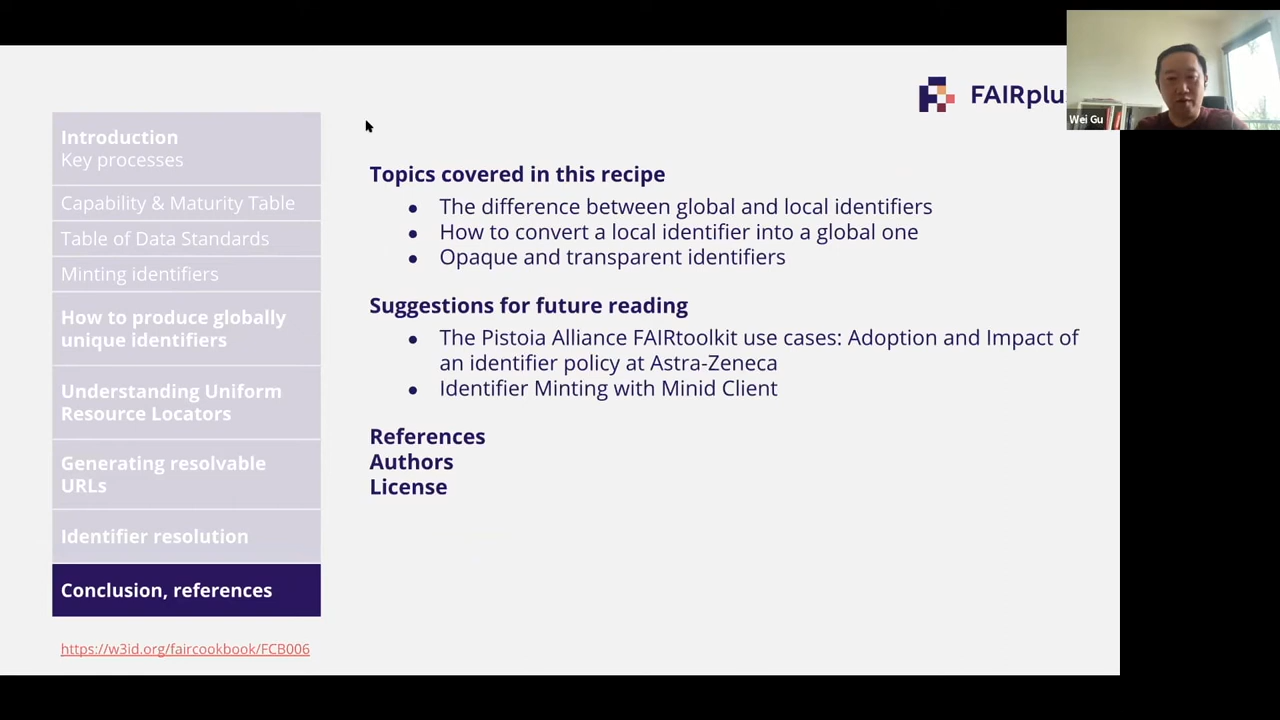 FAIRplus
Wei Gu
Introduction
Key processes
Capability & Maturity Table
Table of Data Standards
Minting identifiers
How to produce globally
unique identifiers
Understanding Uniform
Resource Locators
Generating resolvable
URLs
Identifier resolution
Conclusion, references
https://w3id.org/faircookbook/FCB006
Topics covered in this recipe
• The difference between global and local identifiers
• How to convert a local identifier into a global one
• Opaque and transparent identifiers
Suggestions for future reading
• The Pistoia Alliance FAIRtoolkit use cases: Adoption and Impact of
an identifier policy at Astra-Zeneca
• Identifier Minting with Minid Client
References
Authors
License